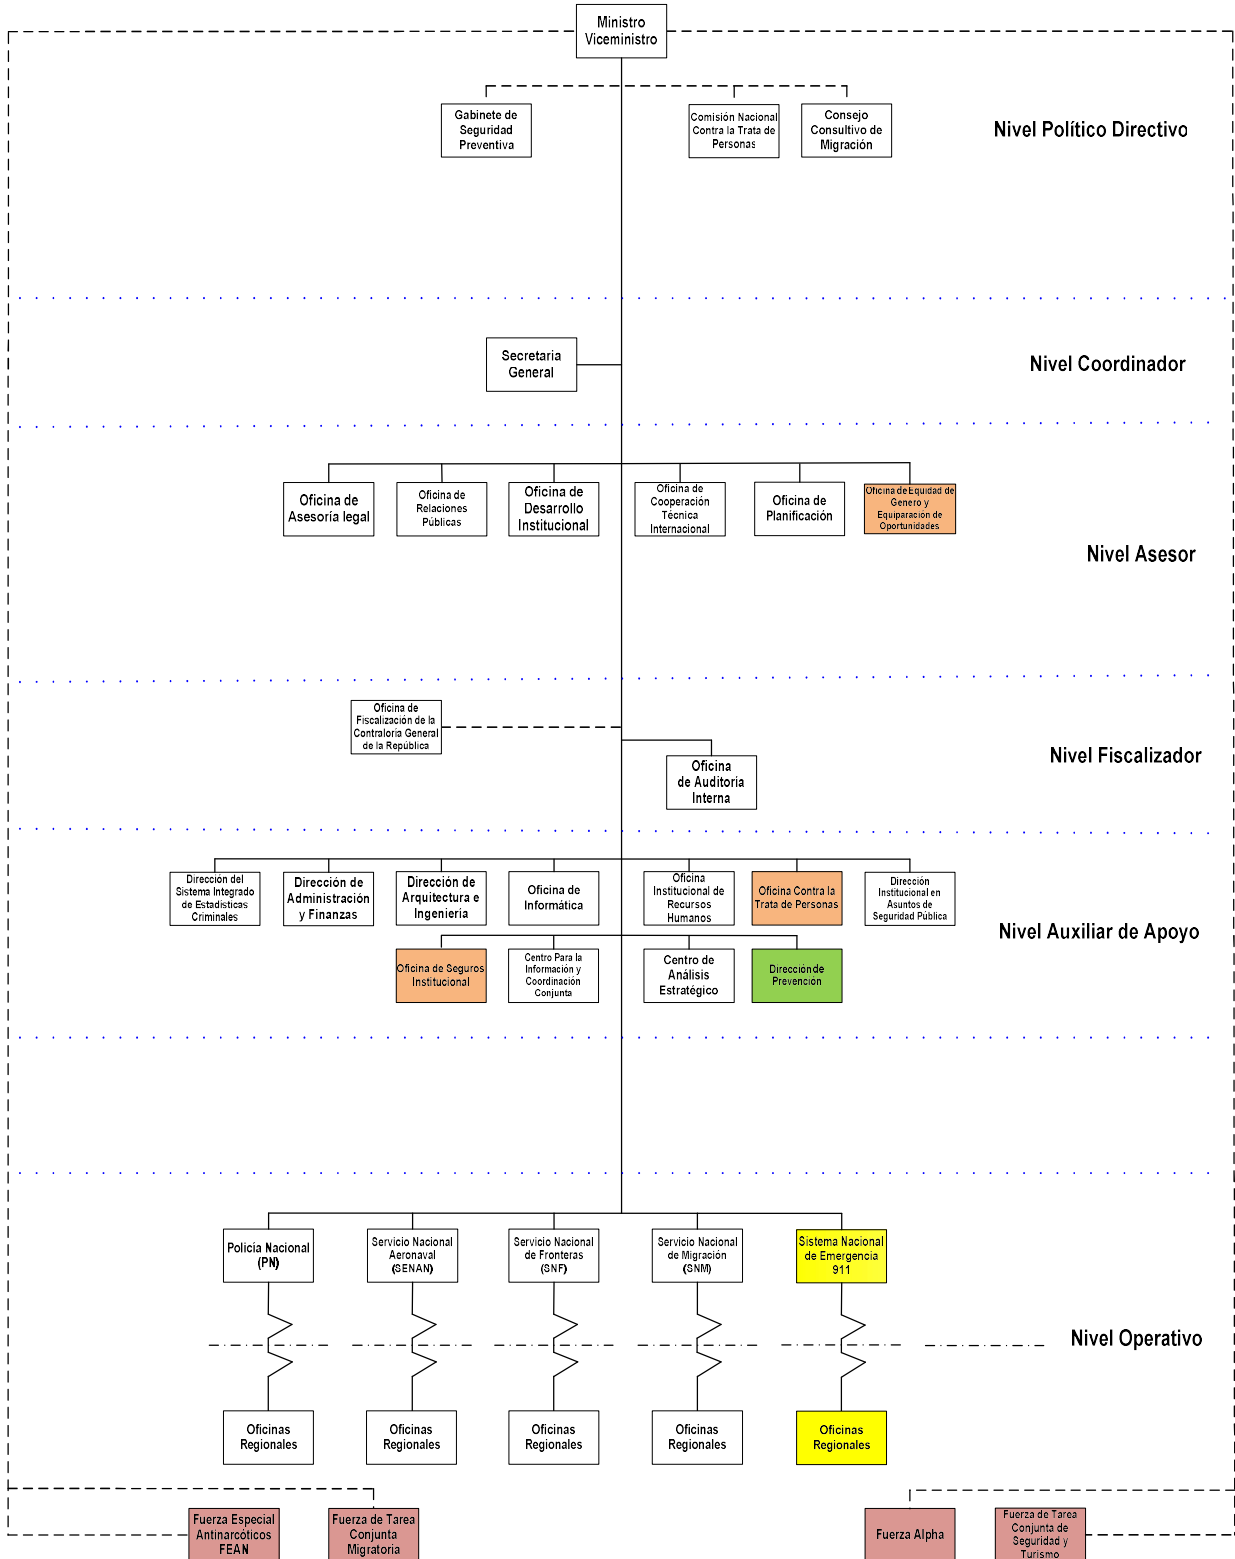 Ministro
Viceministro
Gabinete de
Seguridad
Preventiva
Comisión Nacional
Contra la Trata de
Personas
Consejo
Consultivo de
Migración
Nivel Político Directivo
Secretaria
General
Nivel Coordinador
Oficina de
Asesoría legal
Oficina de
Relaciones
Públicas
Oficina de
Desarrollo
Institucional
Oficina de
Cooperación
Técnica
Internacional
Oficina de
Planificación
Oficina de Equidad de
Genero y
Equiparación de
Oportunidades
Nivel Asesor
Oficina de
Fiscalización de la
Contraloría General
de la República
Oficina
de Auditoria
Interna
Nivel Fiscalizador
Dirección del
Sistema Integrado
de Estadísticas
Criminales
Dirección de
Administración
y Finanzas
Dirección de
Arquitectura e
Ingeniería
Oficina de
Informática
Oficina
Institucional de
Recursos
Humanos
Oficina Contra la
Trata de Personas
Dirección
Institucional en
Asuntos de
Seguridad Pública
Nivel Auxiliar de Apoyo
Oficina de Seguros
Institucional
Centro Para la
Información y
Coordinación
Conjunta
Centro de
Análisis
Estratégico
Dirección de
Prevención
Policía Nacional
(PN)
Servicio Nacional
Aeronaval
(SENAN)
Servicio Nacional
de Fronteras
(SNF)
Servicio Nacional
de Migración
(SNM)
Sistema Nacional
de Emergencia
911
Nivel Operativo
Oficinas
Regionales
Oficinas
Regionales
Oficinas
Regionales
Oficinas
Regionales
Oficinas
Regionales
Fuerza Especial
Antinarcóticos
FEAN
Fuerza de Tarea
Conjunta
Migratoria
Fuerza Alpha
Fuerza de Tarea
Conjunta de
Seguridad y
Turismo